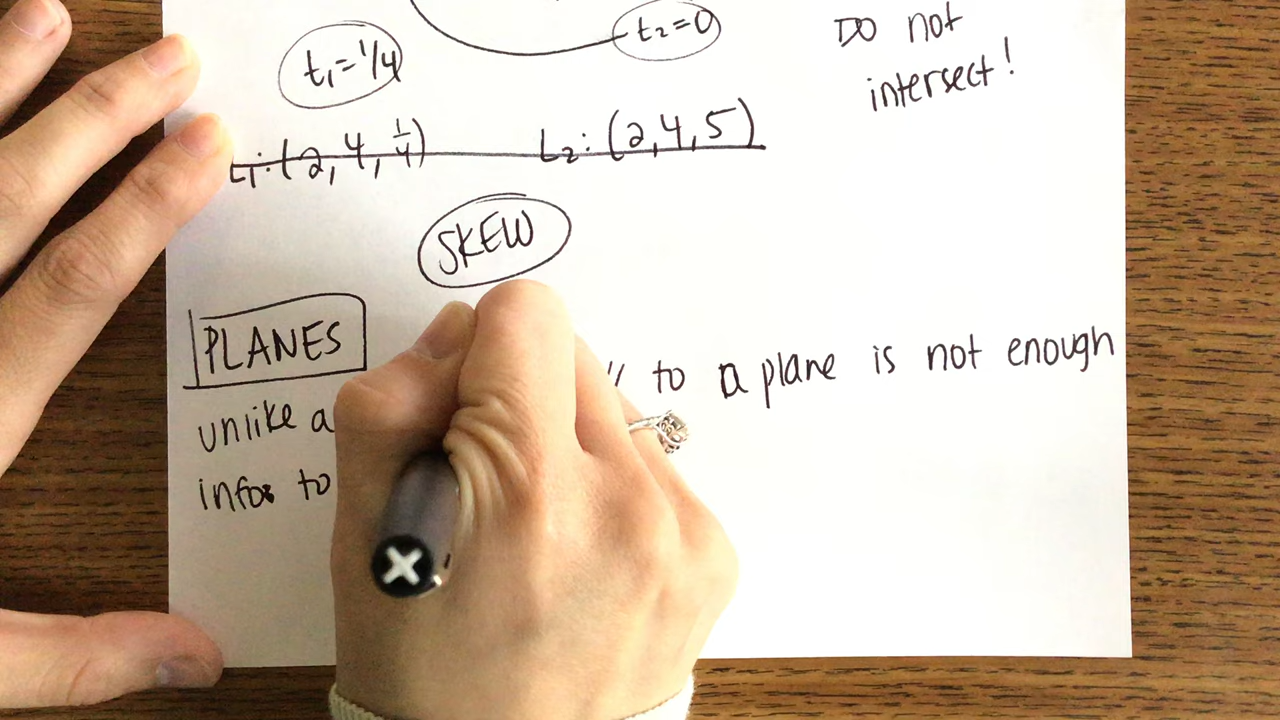 t₁=1/4 t₂=0 Do not
intersect!
L₁:(2,4,1/4) L₂:(2,4,5)
SKEW
PLANES
unlike a to a plane is not enough
info to